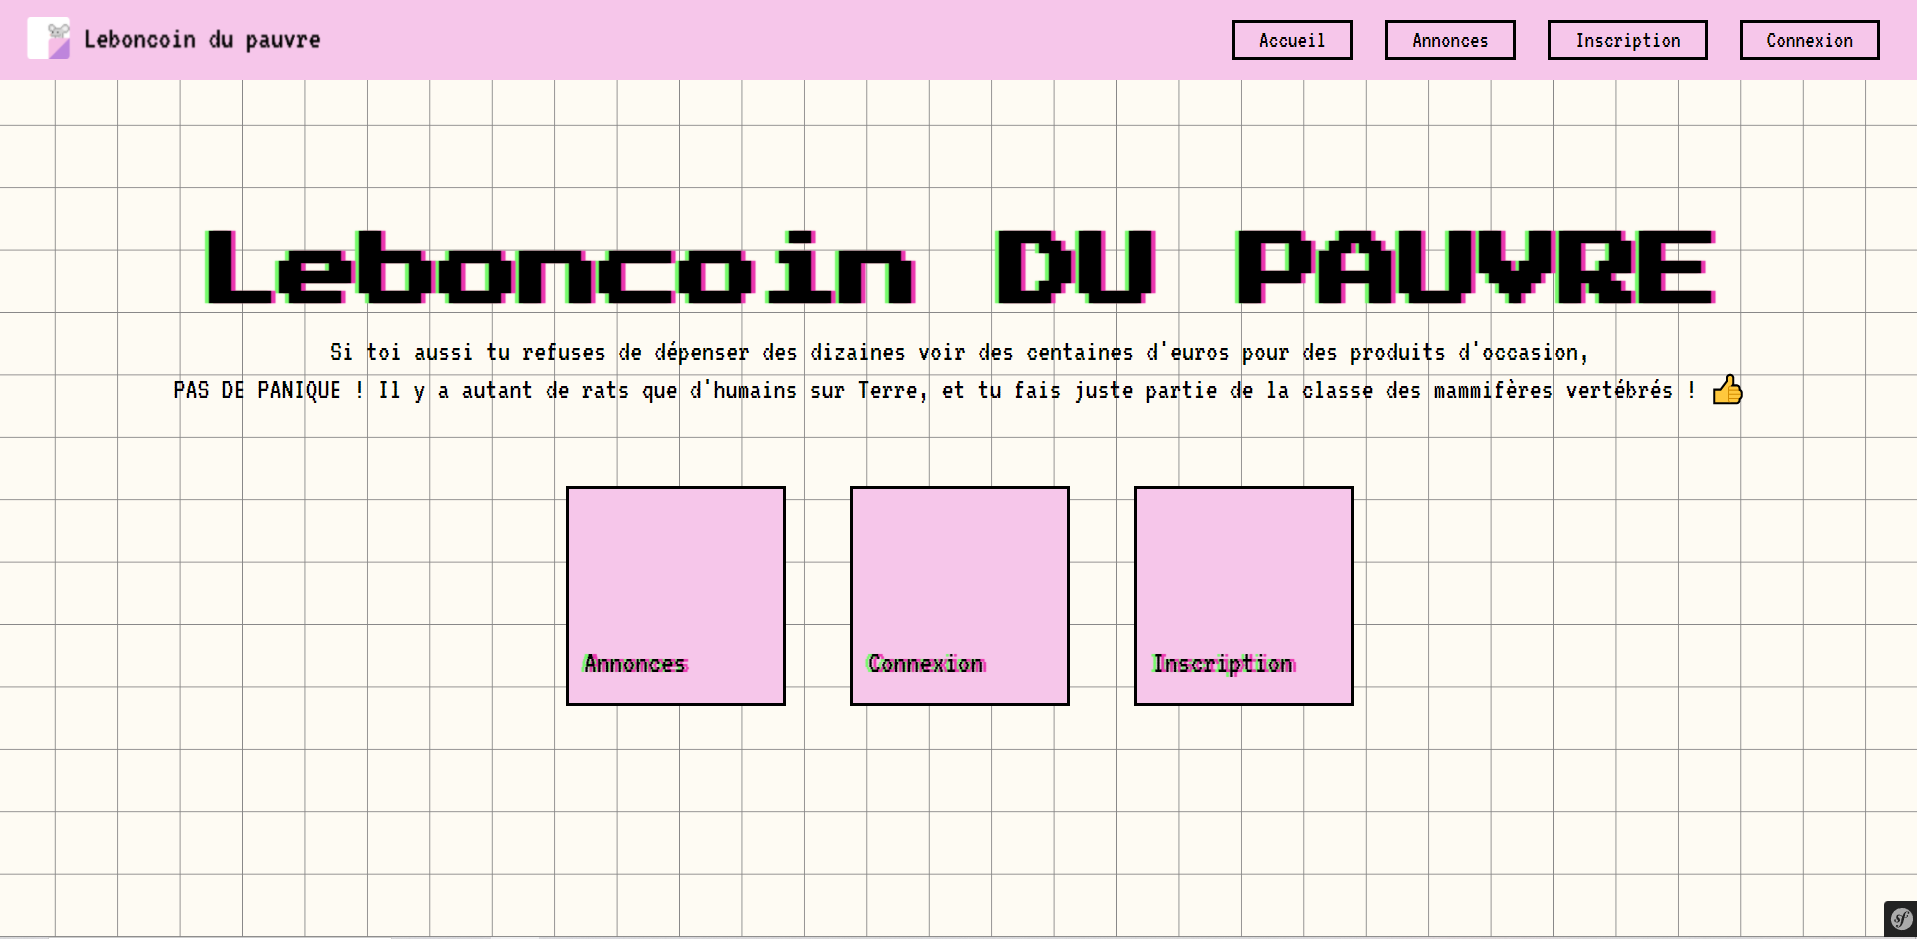 Leboncoin du pauvre
Accueil
Annonces
Inscription
Connexion
Leboncoin DU PAUVRE
Si toi aussi tu refuses de dépenser des dizaines voir des centaines d'euros pour des produits d'occasion,
PAS DE PANIQUE ! Il y a autant de rats que d'humains sur Terre, et tu fais juste partie de la classe des mammifères vertébrés ! 👍
Annonces
Connexion
Inscription
sf